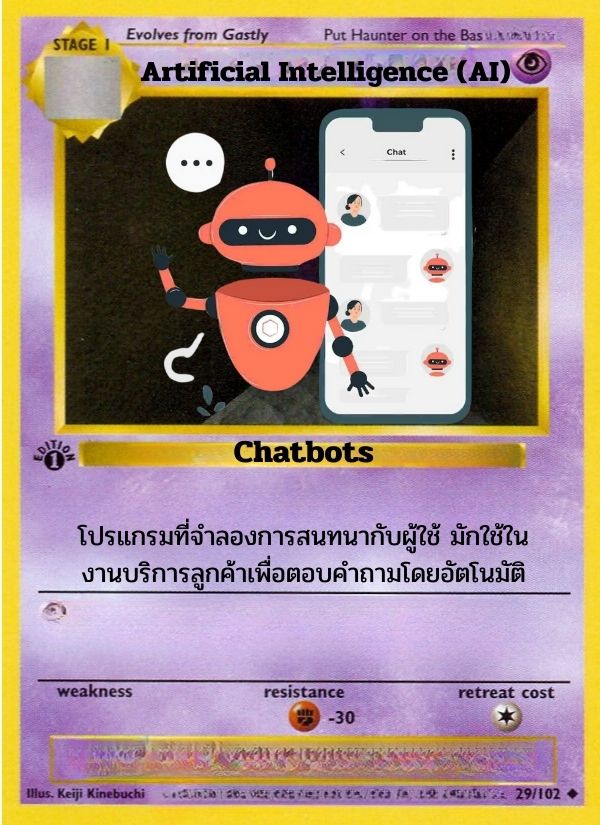 STAGE 1
Evolves from Gastly
Put Haunter on the Bas
Artificial Intelligence (AI)
Chat
EDITION
1
Chatbots
โปรแกรมที่จำลองการสนทนากับผู้ใช้ มักใช้ใน
งานบริการลูกค้าเพื่อตอบคำถามโดยอัตโนมัติ
weakness
resistance
retreat cost
-30
Illus. Keiji Kinebuchi
29/102